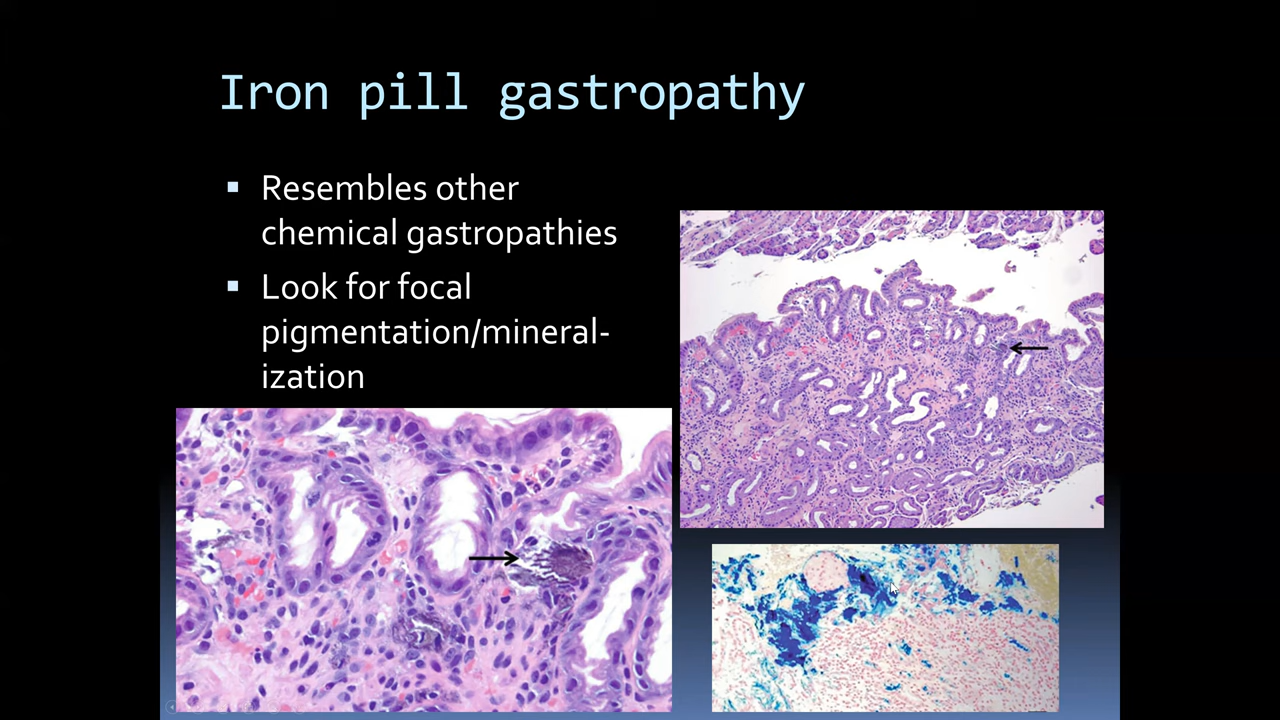 Iron pill gastropathy
▪ Resembles other
chemical gastropathies
▪ Look for focal
pigmentation/mineral-
ization